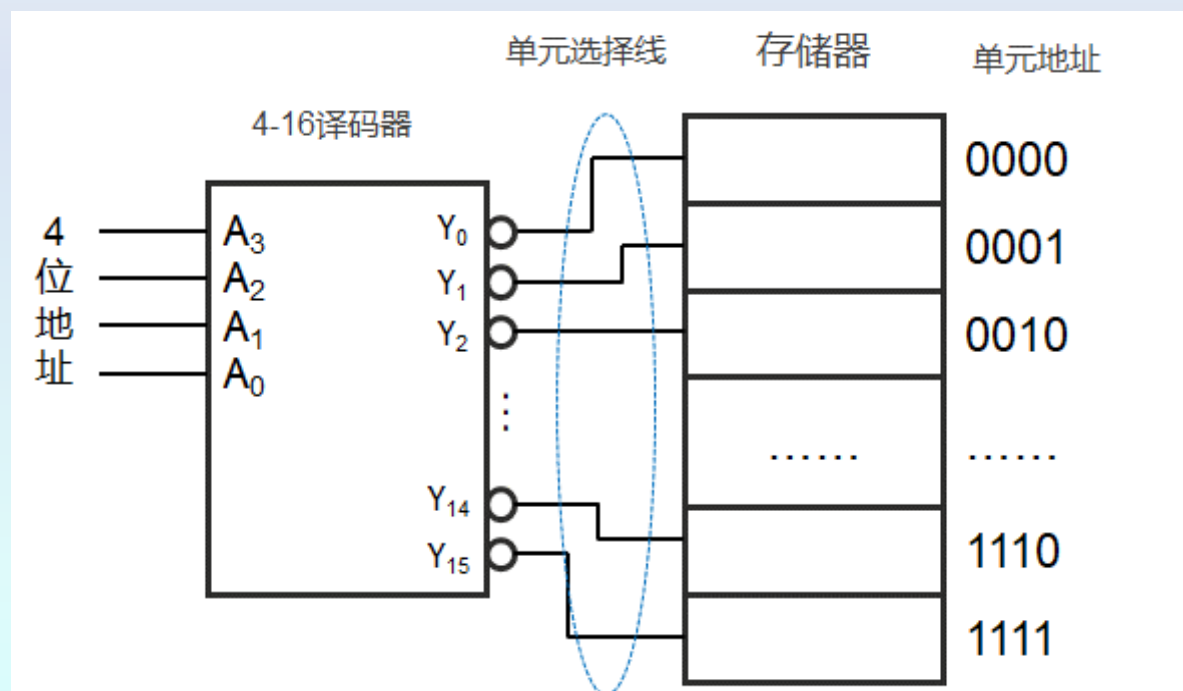 单元选择线
存储器
单元地址
4-16译码器
4
位
地
址
A₃
A₂
A₁
A₀
Y₀
Y₁
Y₂
⋮
Y₁₄
Y₁₅
……
0000
0001
0010
……
1110
1111